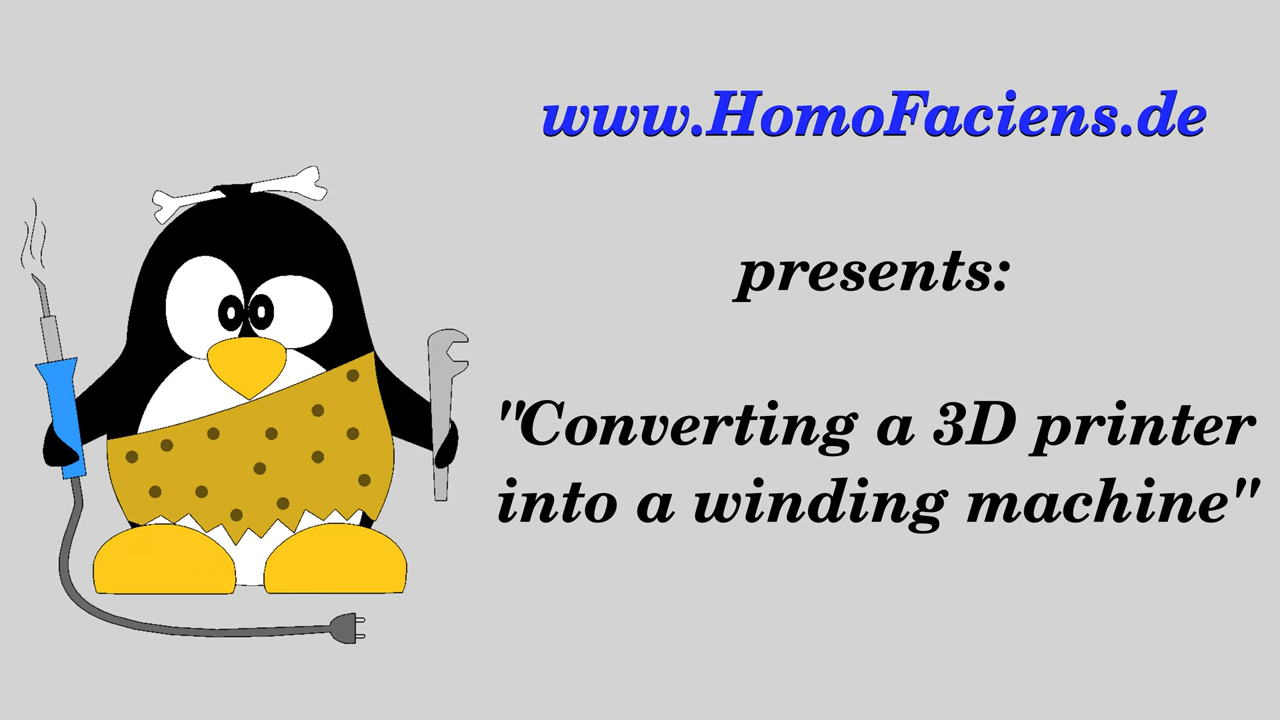 www.HomoFaciens.de
presents:
"Converting a 3D printer
into a winding machine"